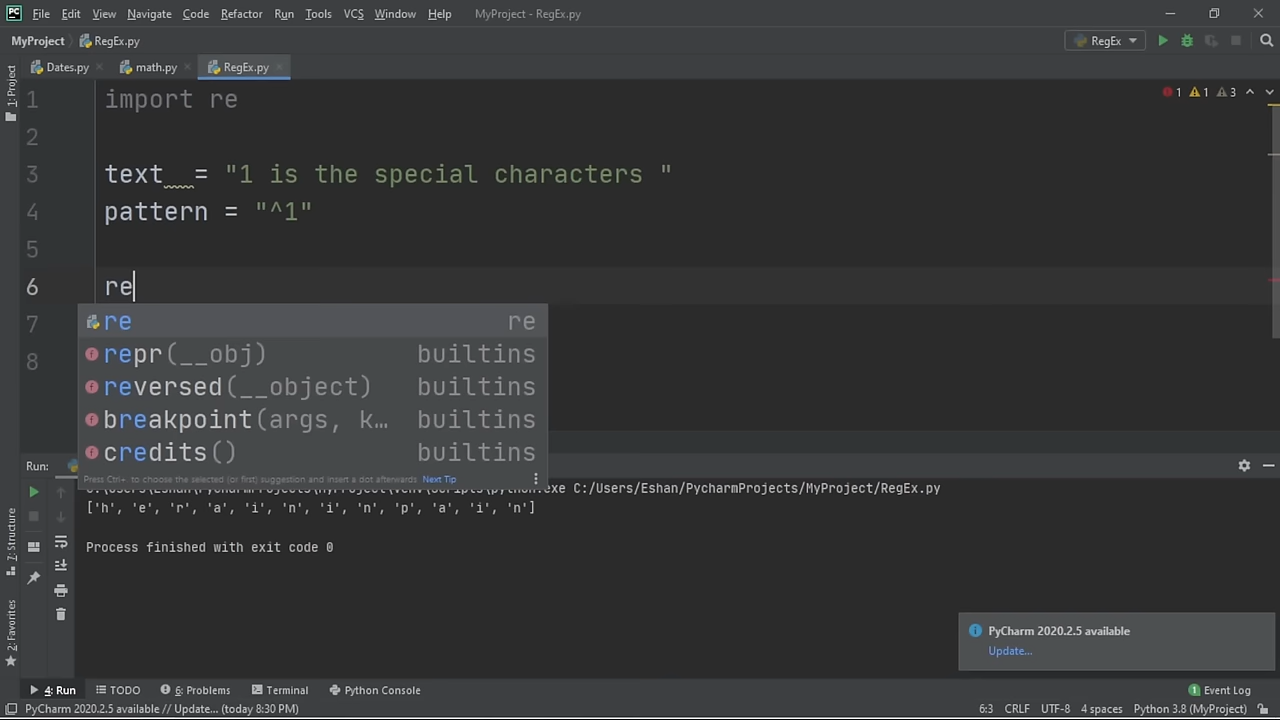 PC File Edit View Navigate Code Refactor Run Tools VCS Window Help MyProject - RegEx.py
MyProject RegEx.py RegEx
Dates.py math.py RegEx.py
1: Project
1 import re 1 1 3
2
3 text = "1 is the special characters "
4 pattern = "^1"
5
6 re
7
8
re re
repr(__obj) builtins
reversed(__object) builtins
breakpoint(args, k… builtins
credits() builtins
Press Ctrl+. to choose the selected (or first) suggestion and insert a dot afterwards Next Tip
Run:
C:\Users\Eshan\PycharmProjects\MyProject\venv\Scripts\python.exe C:/Users/Eshan/PycharmProjects/MyProject/RegEx.py
['h', 'e', 'r', 'a', 'i', 'n', 'i', 'n', 'p', 'a', 'i', 'n']
Process finished with exit code 0
7: Structure
2: Favorites
PyCharm 2020.2.5 available
Update...
4: Run TODO 6: Problems Terminal Python Console 1 Event Log
PyCharm 2020.2.5 available // Update... (today 8:30 PM) 6:3 CRLF UTF-8 4 spaces Python 3.8 (MyProject)